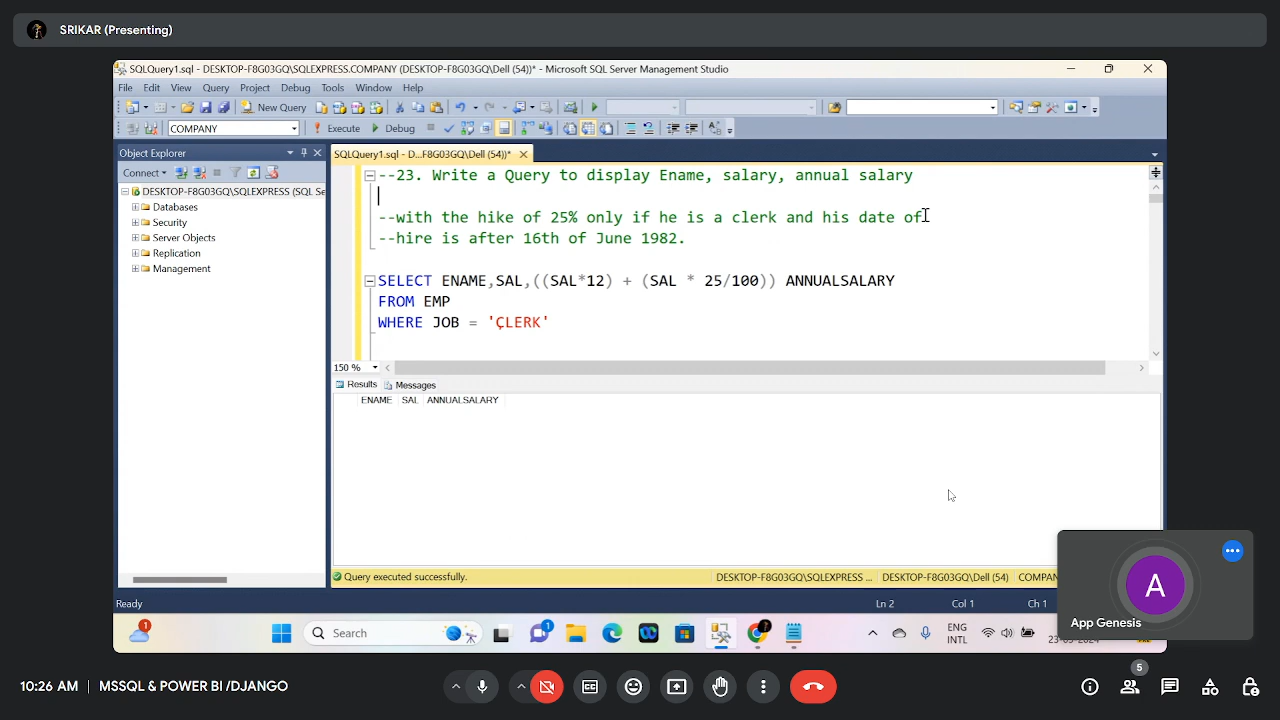 SRIKAR (Presenting)
SQLQuery1.sql - DESKTOP-F8G03GQ\SQLEXPRESS.COMPANY (DESKTOP-F8G03GQ\Dell (54))* - Microsoft SQL Server Management Studio
File Edit View Query Project Debug Tools Window Help
New Query
COMPANY Execute Debug
Object Explorer
SQLQuery1.sql - D...F8G03GQ\Dell (54))*
Connect
DESKTOP-F8G03GQ\SQLEXPRESS (SQL Se
Databases
Security
Server Objects
Replication
Management
--23. Write a Query to display Ename, salary, annual salary
--with the hike of 25% only if he is a clerk and his date of
--hire is after 16th of June 1982.
SELECT ENAME,SAL,((SAL*12) + (SAL * 25/100)) ANNUALSALARY
FROM EMP
WHERE JOB = 'ÇLERK'
150 %
Results Messages
ENAME SAL ANNUALSALARY
Query executed successfully. DESKTOP-F8G03GQ\SQLEXPRESS ... DESKTOP-F8G03GQ\Dell (54) COMPAN
Ready Ln 2 Col 1 Ch 1
A
App Genesis
1
Search
1
ENG
INTL
10:26 AM | MSSQL & POWER BI /DJANGO
5